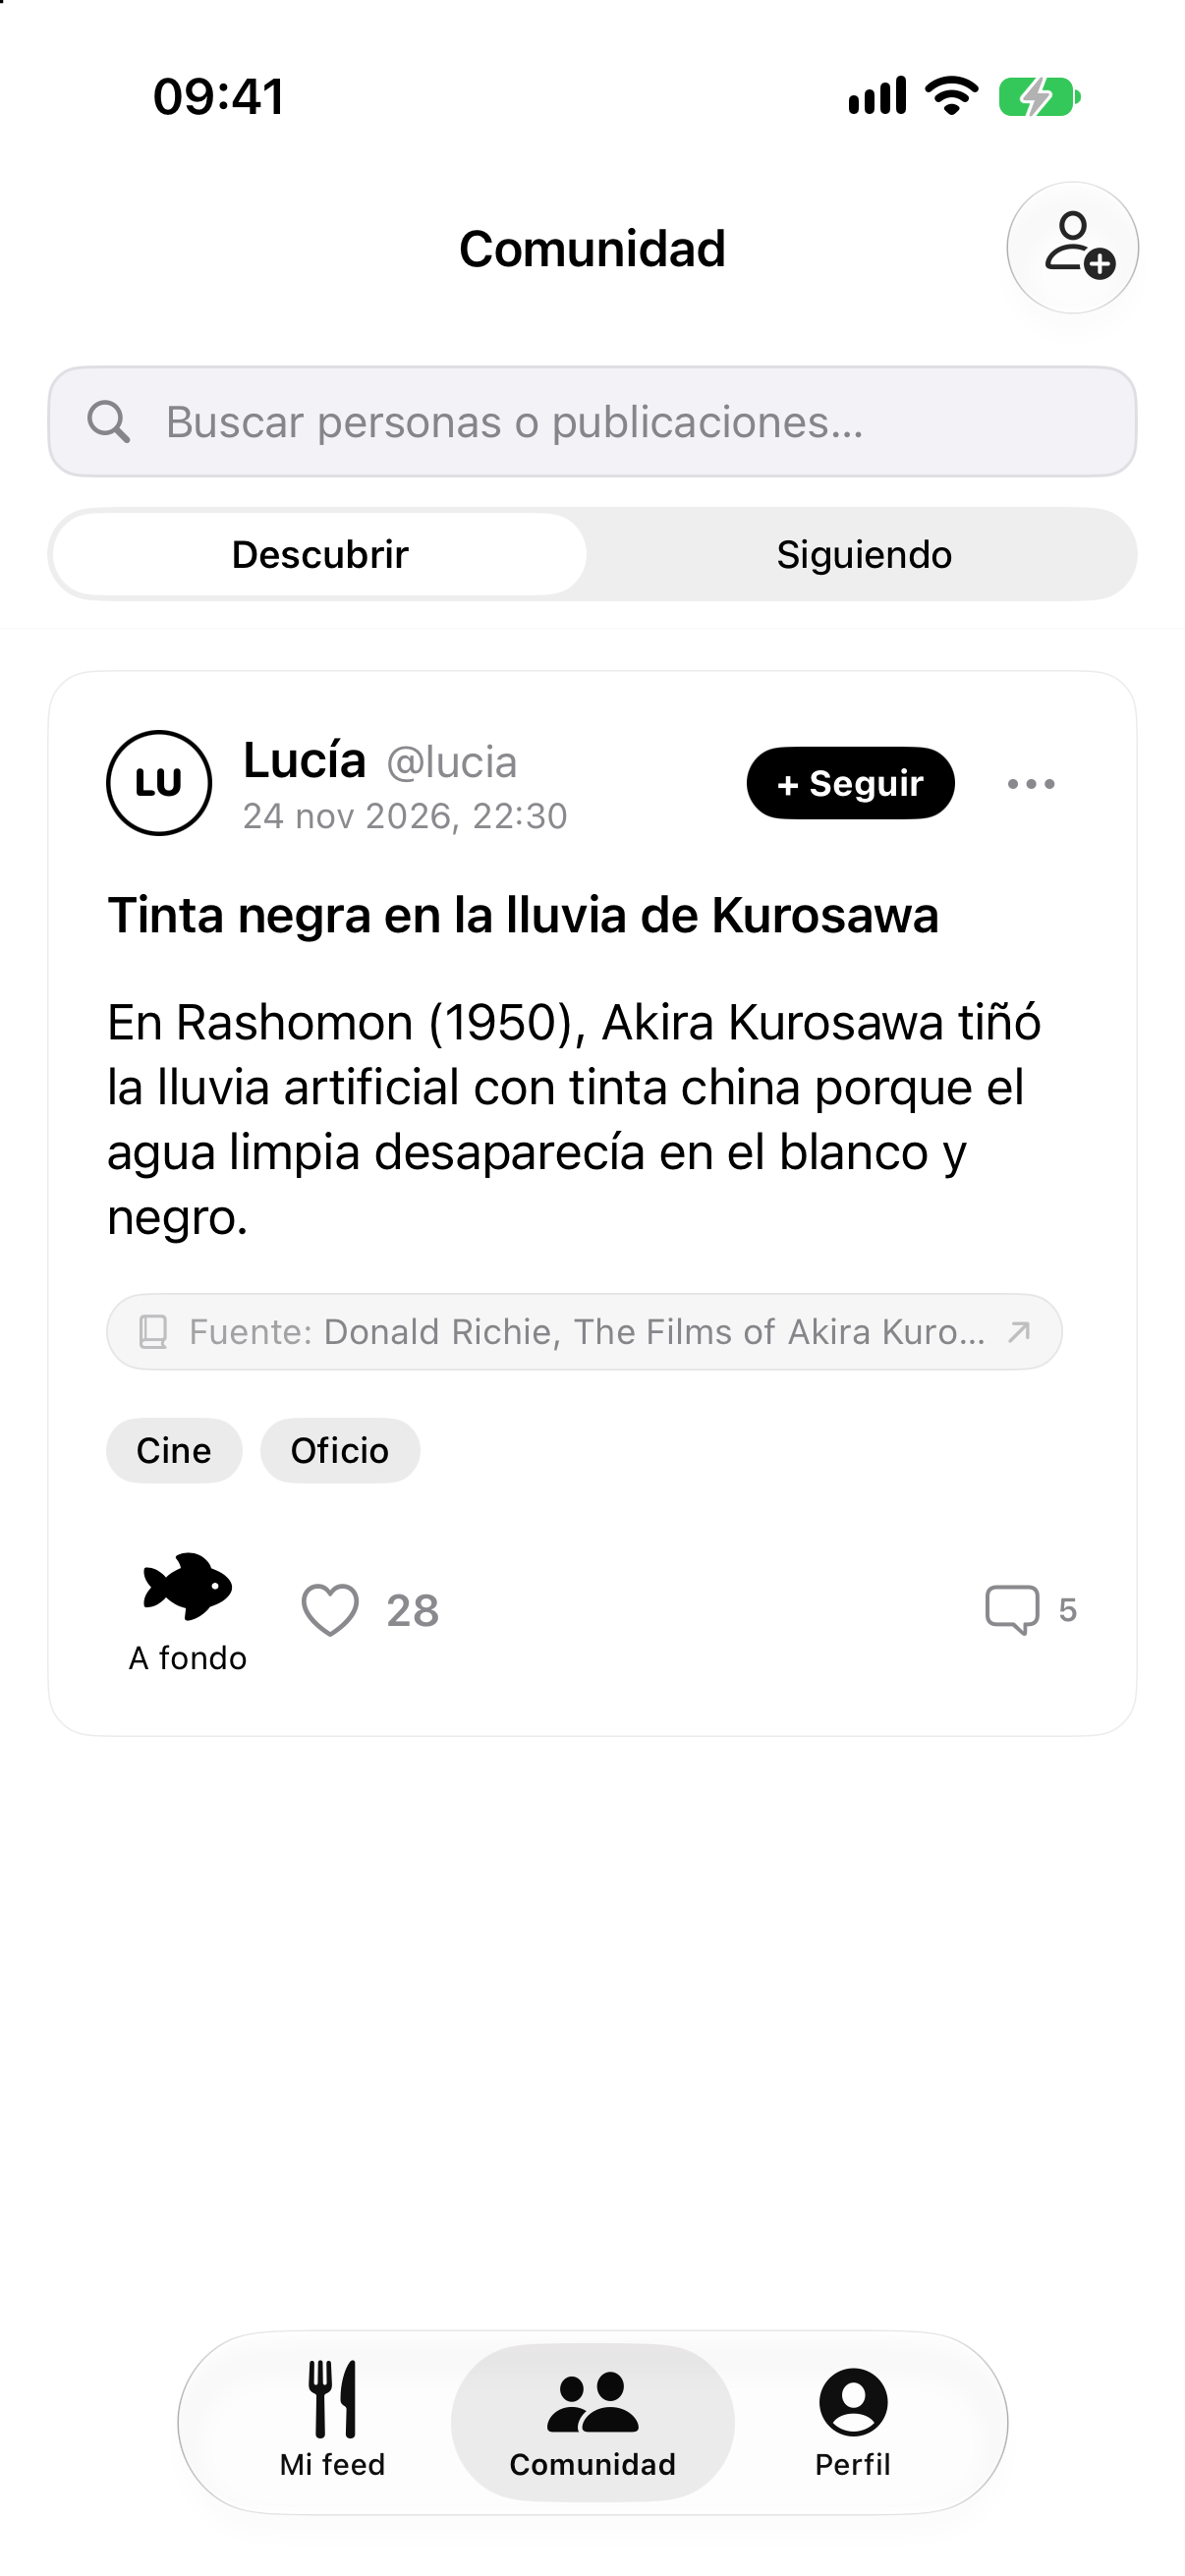 09:41
Comunidad
Buscar personas o publicaciones...
Descubrir
Siguiendo
LU
Lucía @lucia
24 nov 2026, 22:30
+ Seguir
Tinta negra en la lluvia de Kurosawa
En Rashomon (1950), Akira Kurosawa tiñó
la lluvia artificial con tinta china porque el
agua limpia desaparecía en el blanco y
negro.
Fuente: Donald Richie, The Films of Akira Kuro...
Cine
Oficio
A fondo
28
5
Mi feed
Comunidad
Perfil